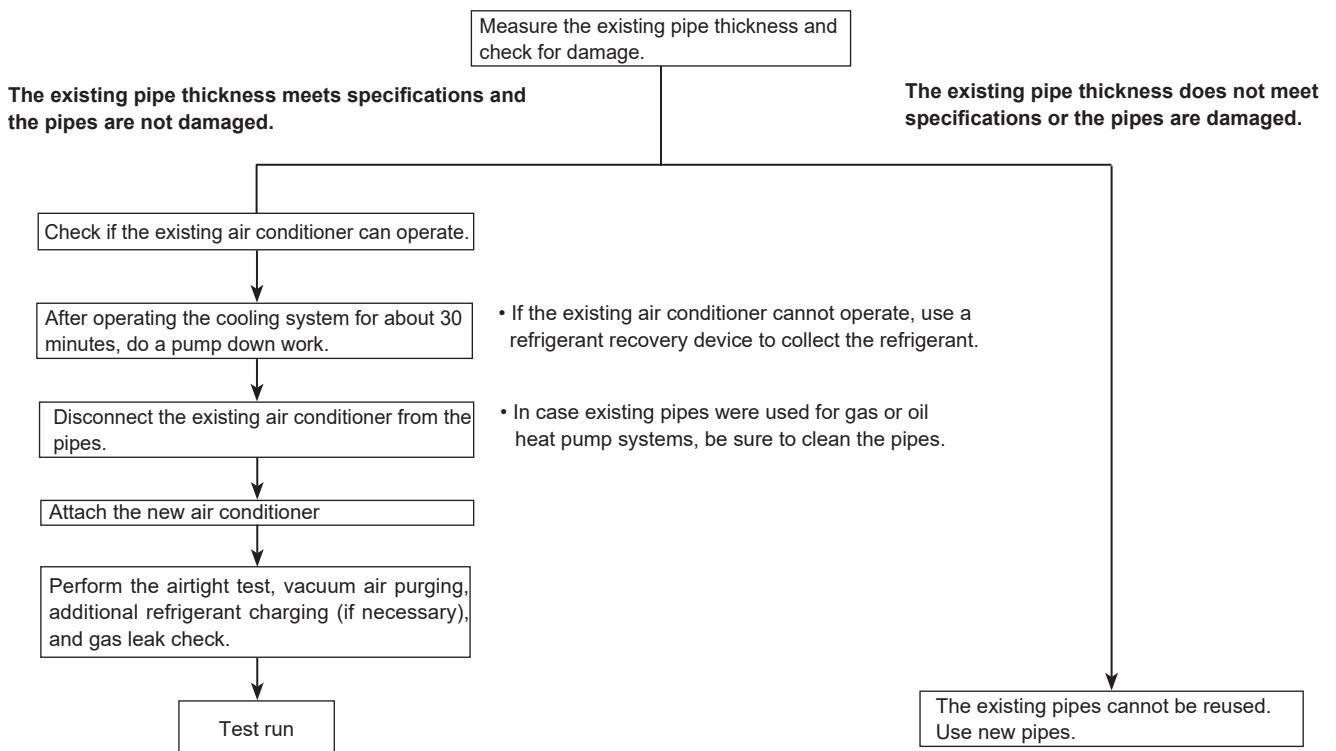 Measure the existing pipe thickness and
check for damage.
The existing pipe thickness meets specifications and
the pipes are not damaged.
The existing pipe thickness does not meet
specifications or the pipes are damaged.
Check if the existing air conditioner can operate.
After operating the cooling system for about 30
minutes, do a pump down work.
• If the existing air conditioner cannot operate, use a
refrigerant recovery device to collect the refrigerant.
Disconnect the existing air conditioner from the
pipes.
• In case existing pipes were used for gas or oil
heat pump systems, be sure to clean the pipes.
Attach the new air conditioner
Perform the airtight test, vacuum air purging,
additional refrigerant charging (if necessary),
and gas leak check.
Test run
The existing pipes cannot be reused.
Use new pipes.